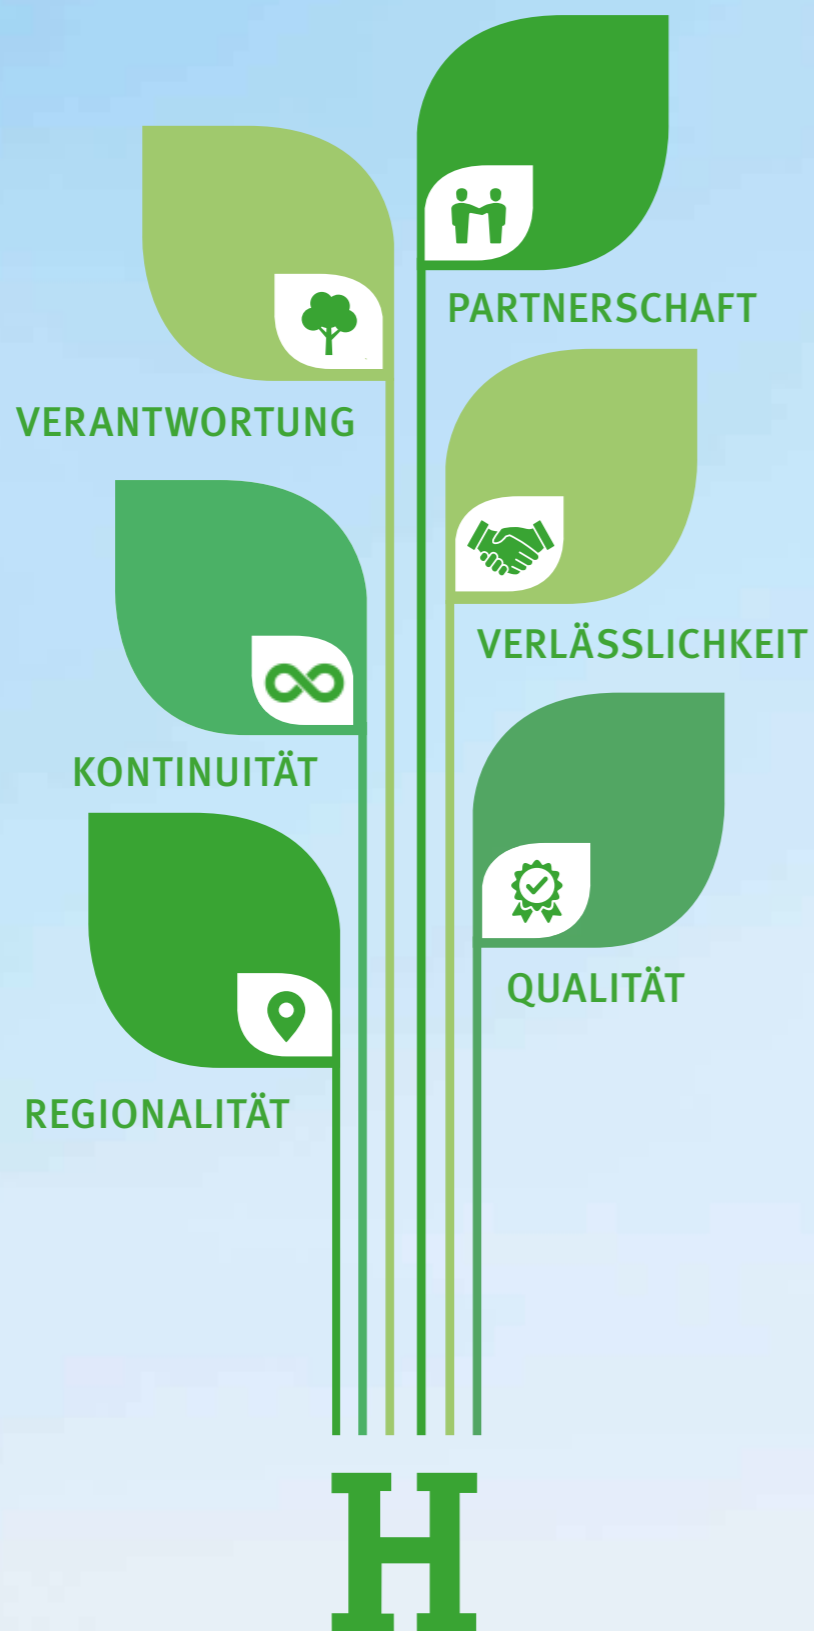 PARTNERSCHAFT
VERANTWORTUNG
VERLÄSSLICHKEIT
KONTINUITÄT
QUALITÄT
REGIONALITÄT
H